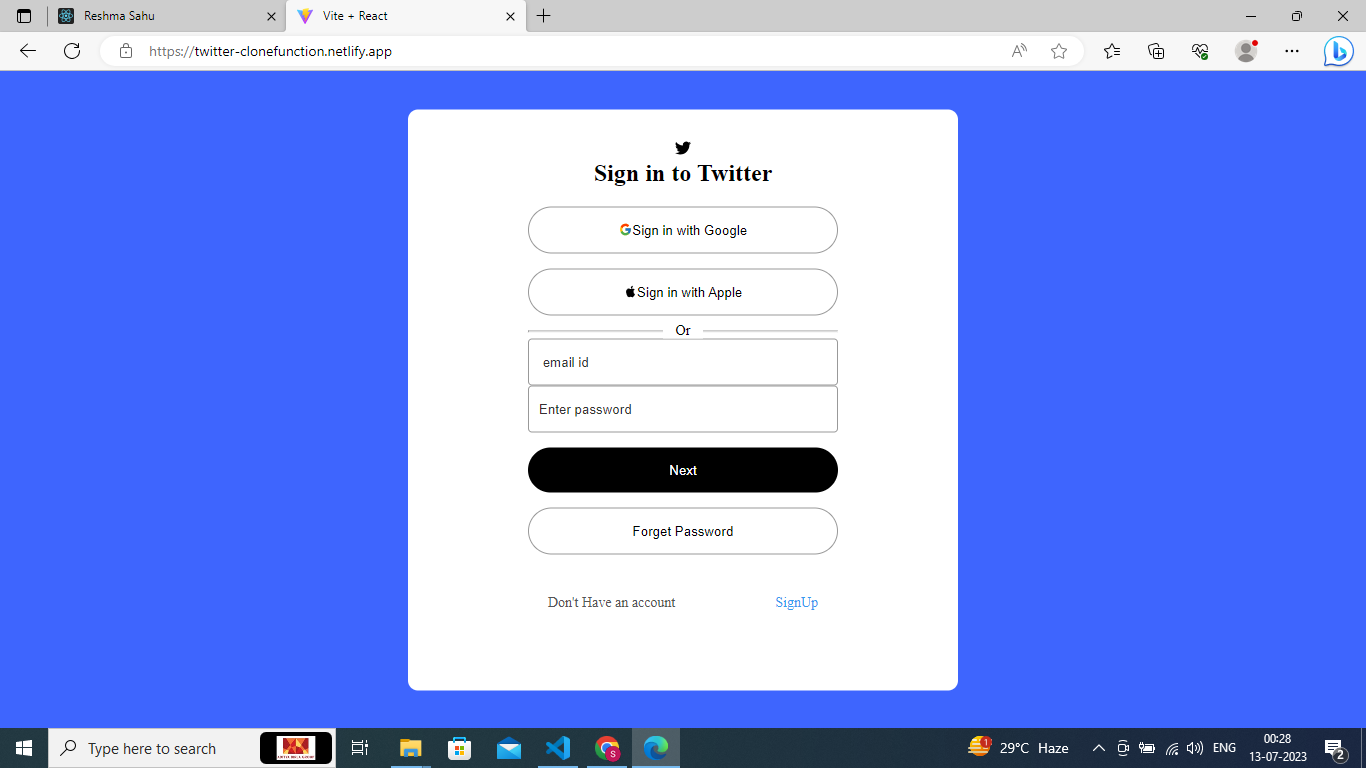 Reshma Sahu
Vite + React
https://twitter-clonefunction.netlify.app
Sign in to Twitter
Sign in with Google
Sign in with Apple
Or
email id
Enter password
Next
Forget Password
Don't Have an account SignUp
Type here to search
29°C Haze
ENG
00:28
13-07-2023